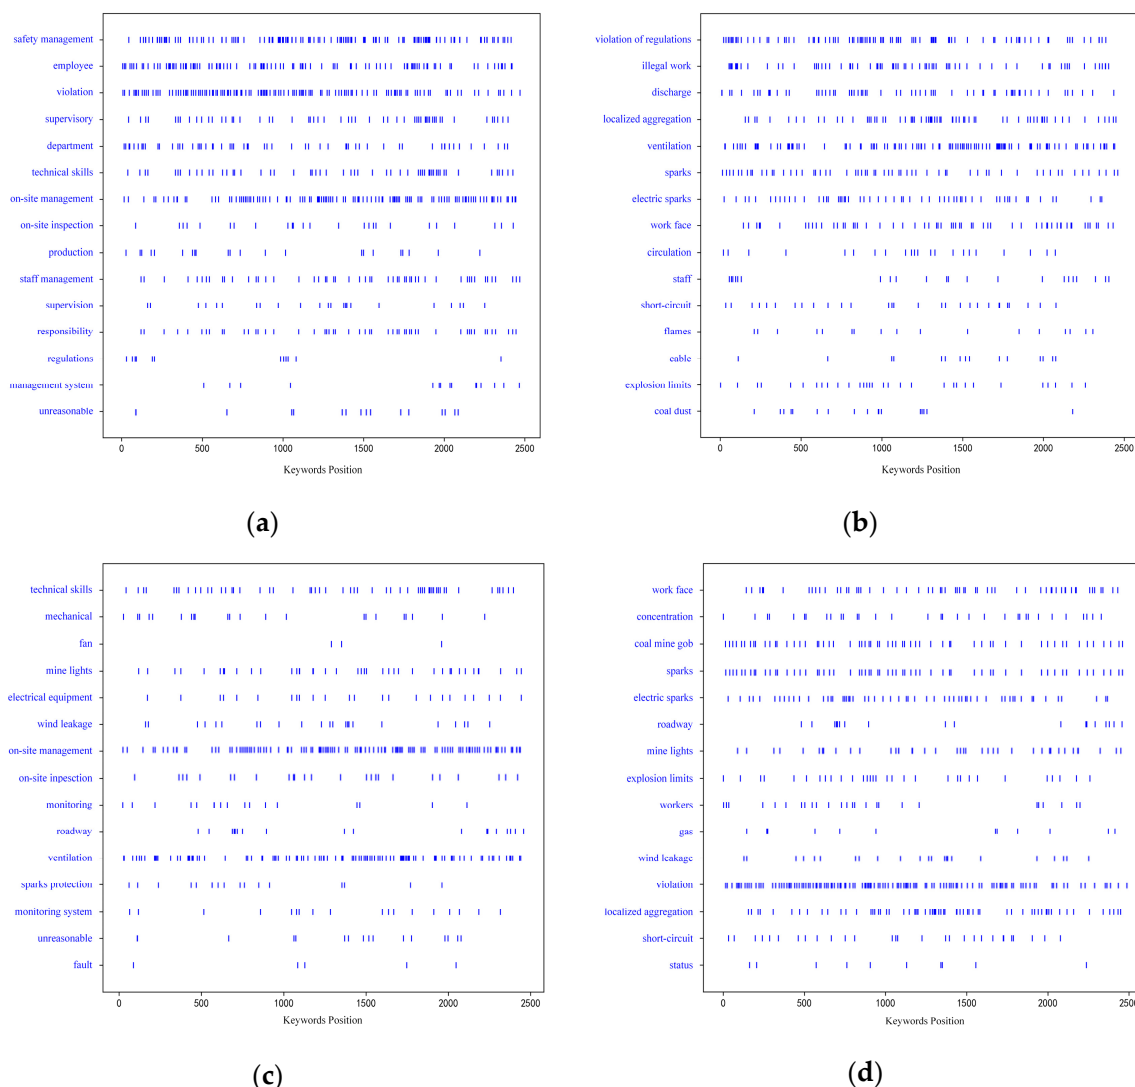 safety management
employee
violation
supervisory
department
technical skills
on-site management
on-site inspection
production
staff management
supervision
responsibility
regulations
management system
unreasonable
0 500 1000 1500 2000 2500
Keywords Position
(a)
violation of regulations
illegal work
discharge
localized aggregation
ventilation
sparks
electric sparks
work face
circulation
staff
short-circuit
flames
cable
explosion limits
coal dust
0 500 1000 1500 2000 2500
Keywords Position
(b)
technical skills
mechanical
fan
mine lights
electrical equipment
wind leakage
on-site management
on-site inpesction
monitoring
roadway
ventilation
sparks protection
monitoring system
unreasonable
fault
0 500 1000 1500 2000 2500
Keywords Position
(c)
work face
concentration
coal mine gob
sparks
electric sparks
roadway
mine lights
explosion limits
workers
gas
wind leakage
violation
localized aggregation
short-circuit
status
0 500 1000 1500 2000 2500
Keywords Position
(d)